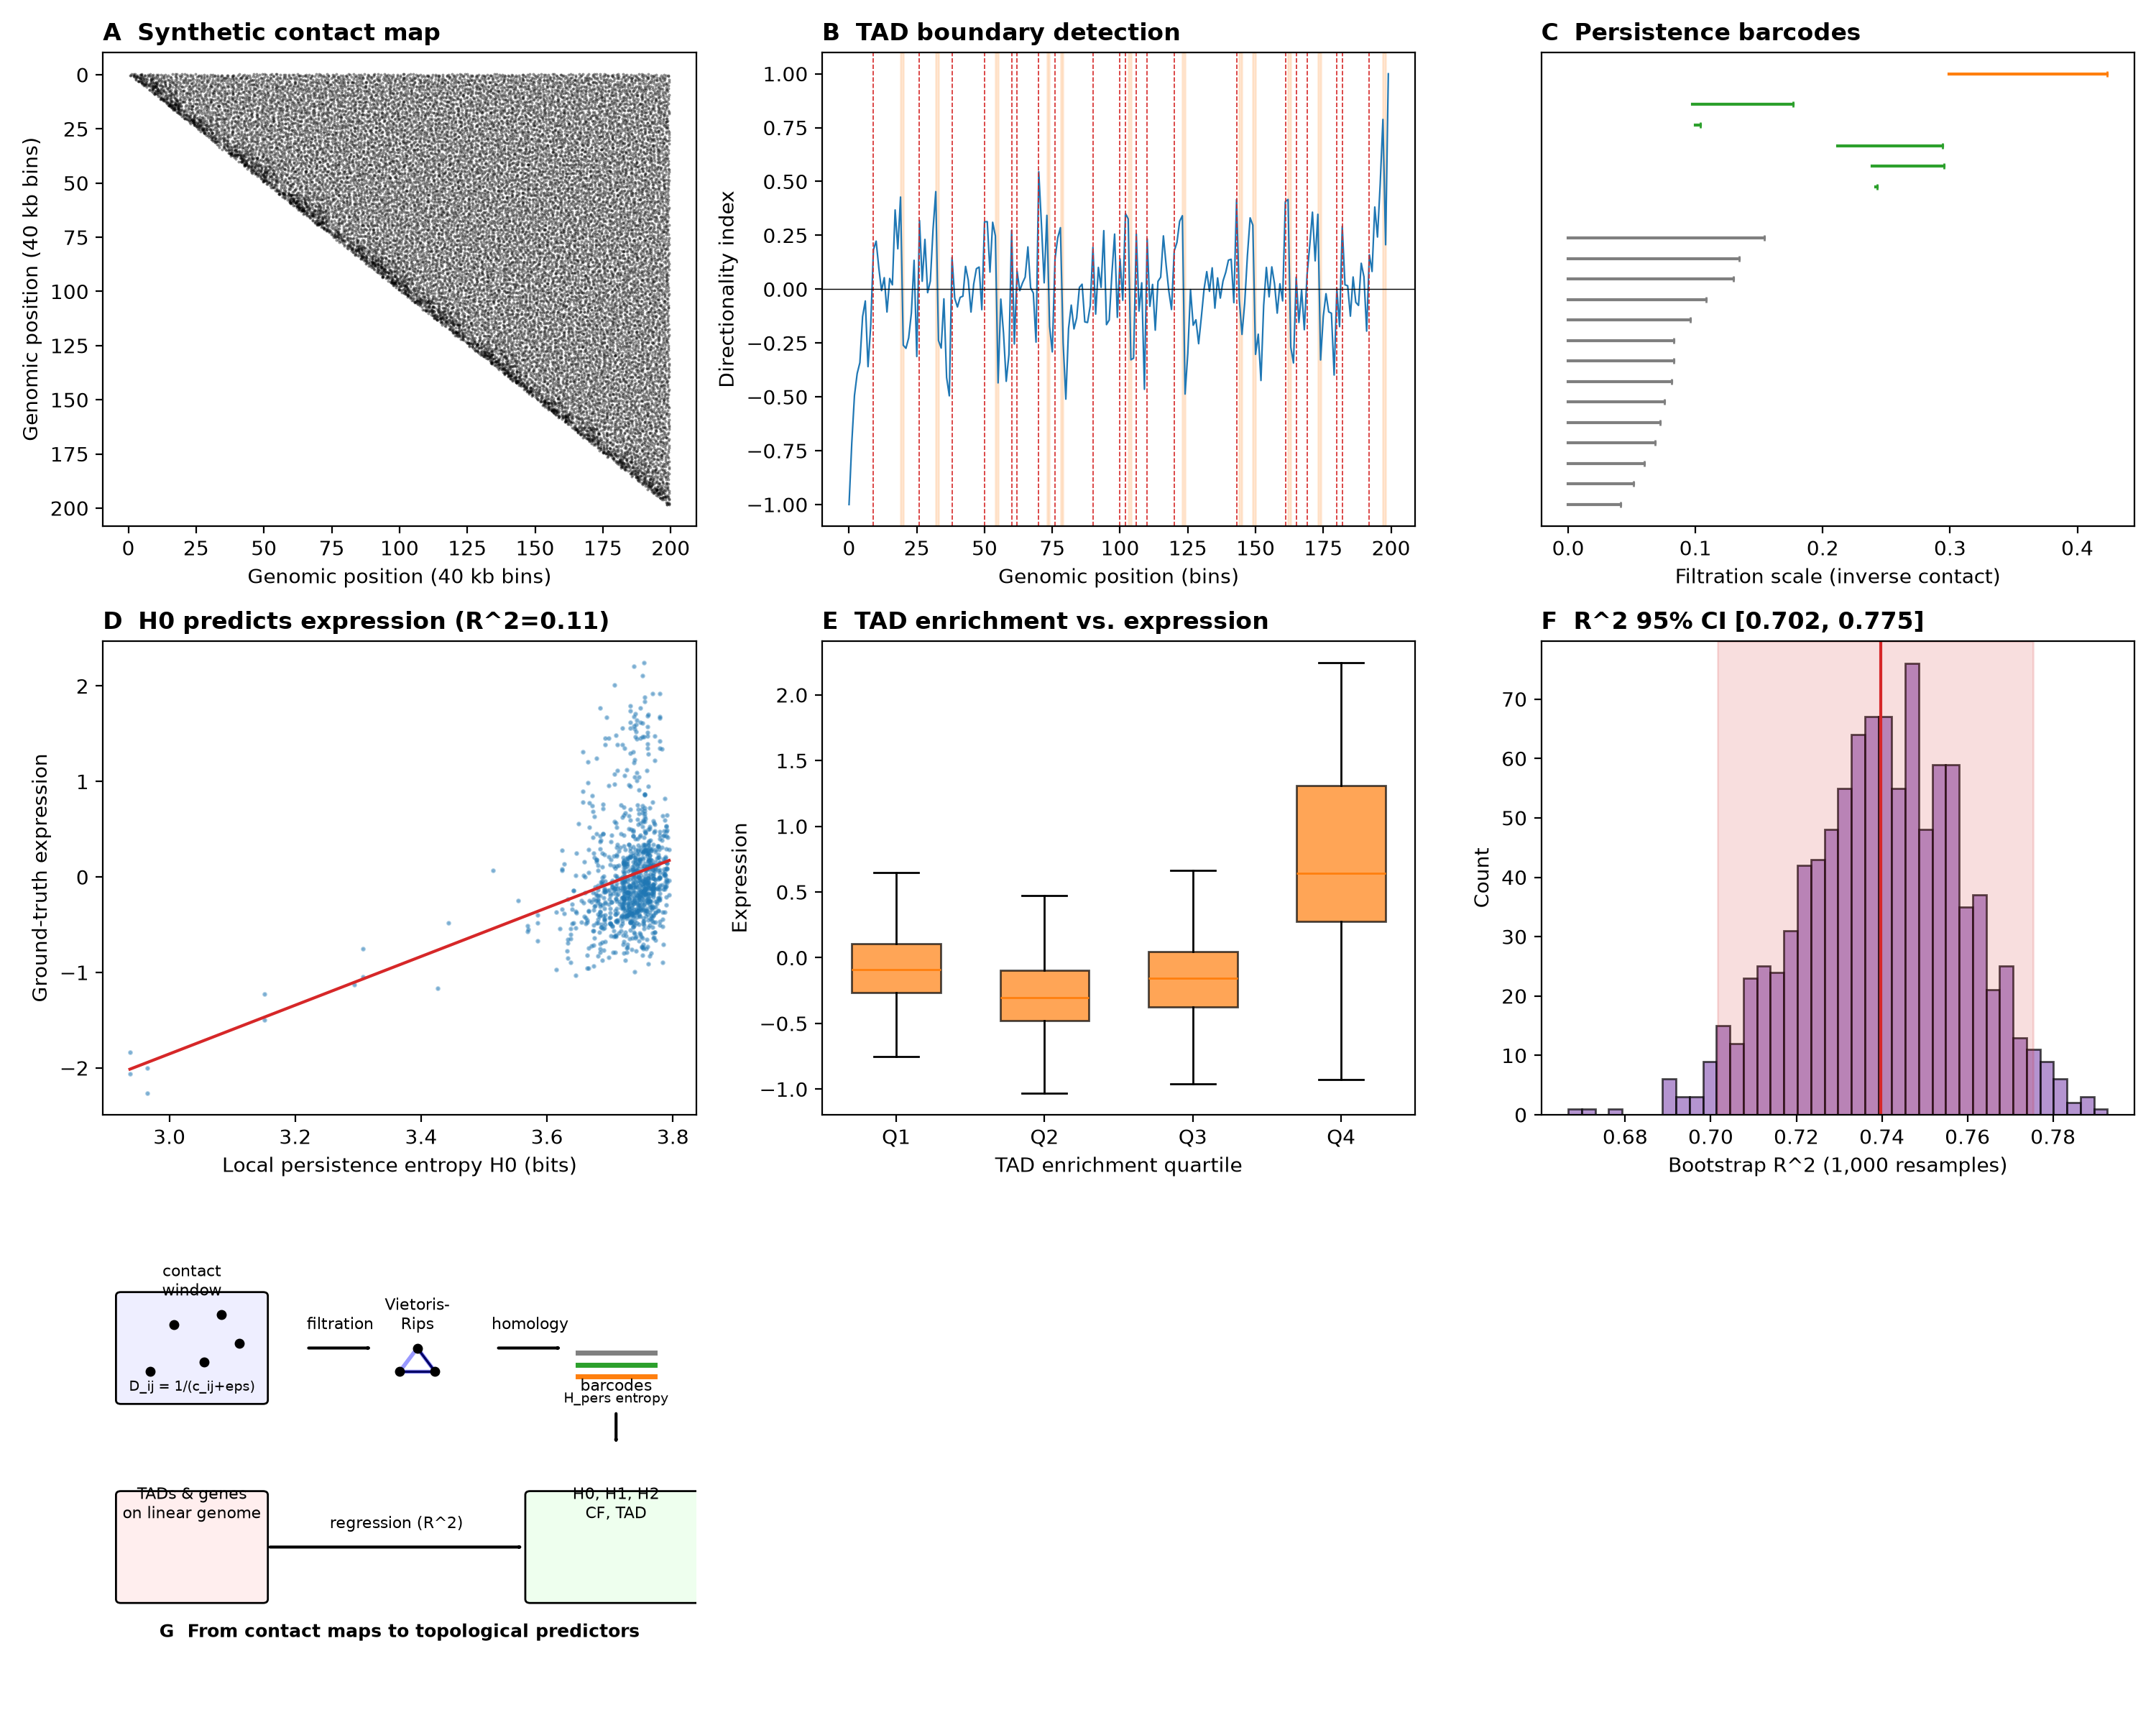 A  Synthetic contact map
0
25
50
75
100
125
150
175
200
Genomic position (40 kb bins)
0 25 50 75 100 125 150 175 200
Genomic position (40 kb bins)
B  TAD boundary detection
1.00
0.75
0.50
0.25
0.00
−0.25
−0.50
−0.75
−1.00
Directionality index
0 25 50 75 100 125 150 175 200
Genomic position (bins)
C  Persistence barcodes
0.0 0.1 0.2 0.3 0.4
Filtration scale (inverse contact)
D  H0 predicts expression (R^2=0.11)
2
1
0
−1
−2
Ground-truth expression
3.0 3.2 3.4 3.6 3.8
Local persistence entropy H0 (bits)
E  TAD enrichment vs. expression
2.0
1.5
1.0
0.5
0.0
−0.5
−1.0
Expression
Q1 Q2 Q3 Q4
TAD enrichment quartile
F  R^2 95% CI [0.702, 0.775]
70
60
50
40
30
20
10
0
Count
0.68 0.70 0.72 0.74 0.76 0.78
Bootstrap R^2 (1,000 resamples)
contact
window
D_ij = 1/(c_ij+eps)
filtration
Vietoris-
Rips
homology
barcodes
H_pers entropy
TADs & genes
on linear genome
regression (R^2)
H0, H1, H2
CF, TAD
G  From contact maps to topological predictors